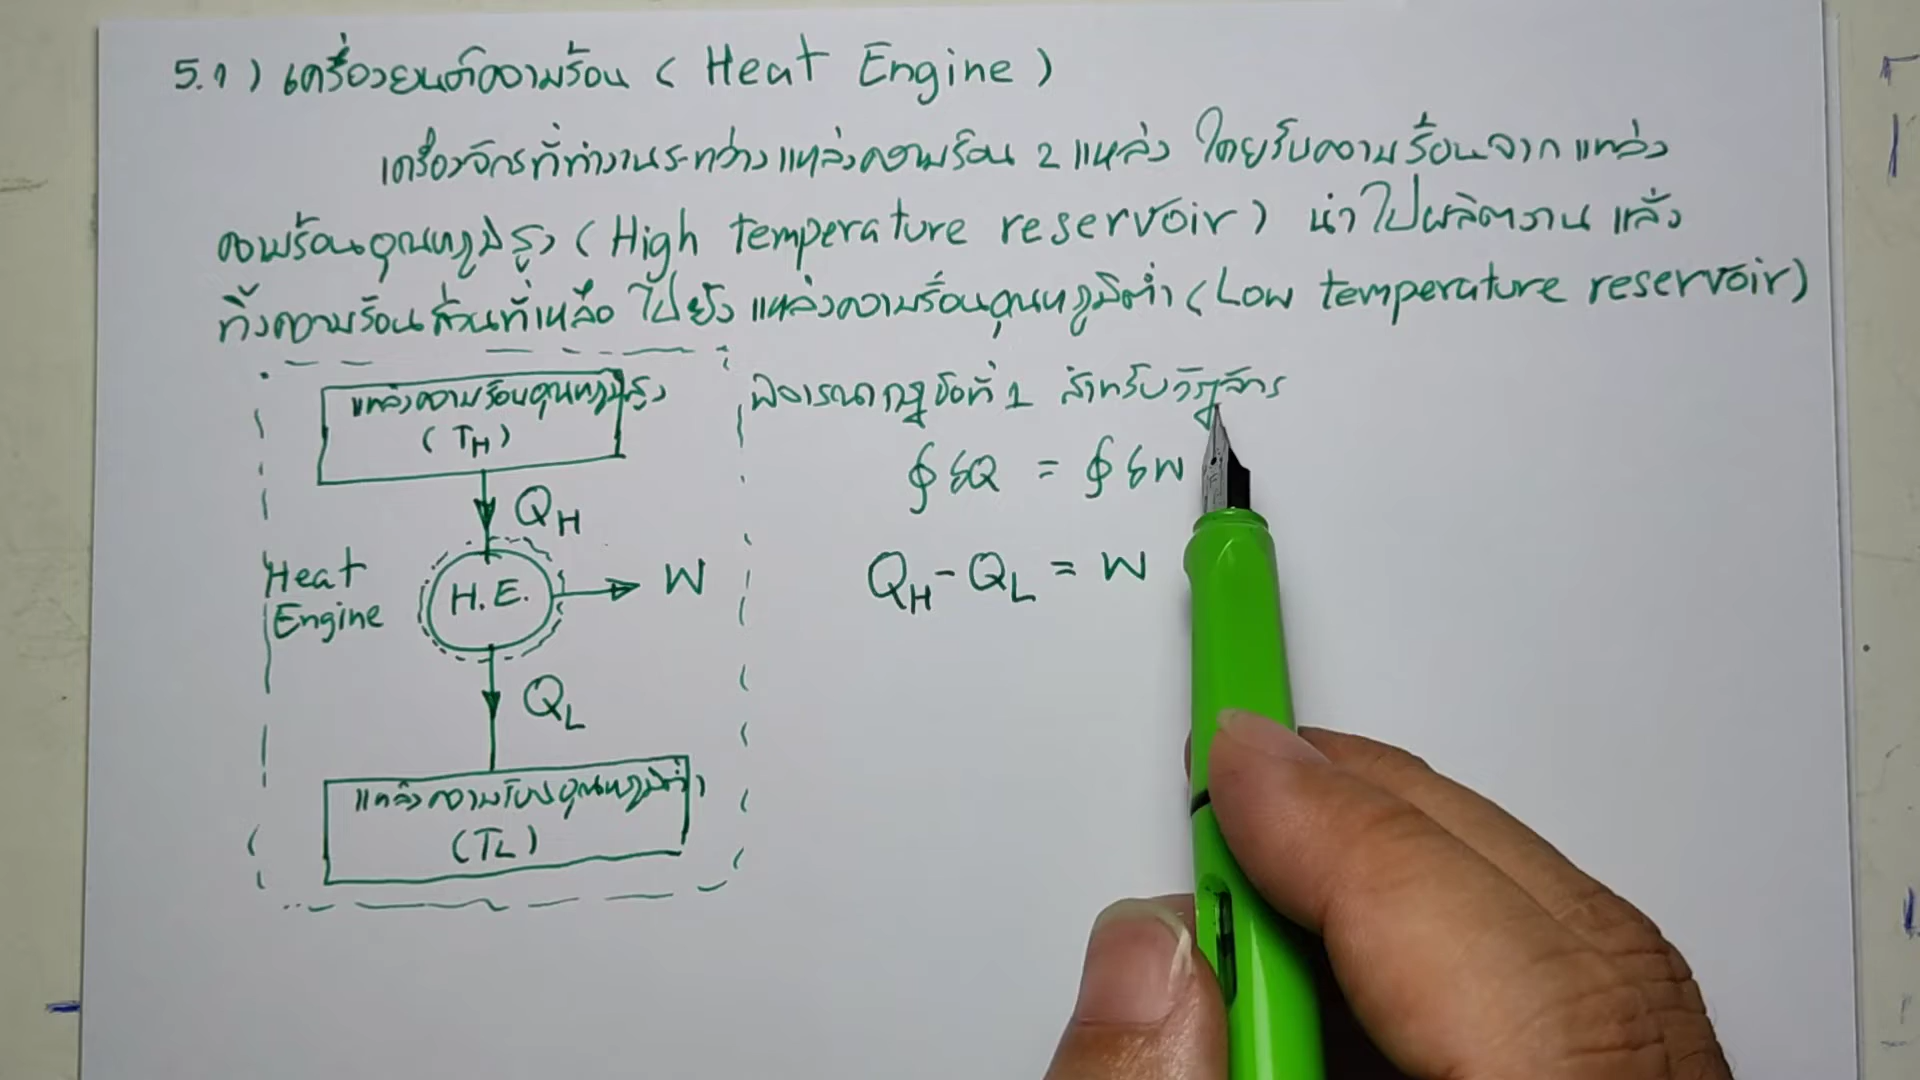 5.1) เครื่องยนต์ความร้อน (Heat Engine)
เครื่องจักรที่ทำงานระหว่างแหล่งความร้อน 2 แหล่ง โดยรับความร้อนจากแหล่ง
ความร้อนอุณหภูมิสูง (High temperature reservoir) นำไปผลิตงาน แล้ว
ทิ้งความร้อนส่วนที่เหลือ ไปยัง แหล่งความร้อนอุณหภูมิต่ำ (Low temperature reservoir)
แหล่งความร้อนอุณหภูมิสูง
(T_H)
Q_H
Heat
Engine
H.E.
W
Q_L
แหล่งความร้อนอุณหภูมิต่ำ
(T_L)
พิจารณากฎข้อที่ 1 สำหรับวัฏจักร
∮δQ = ∮δW
Q_H - Q_L = W